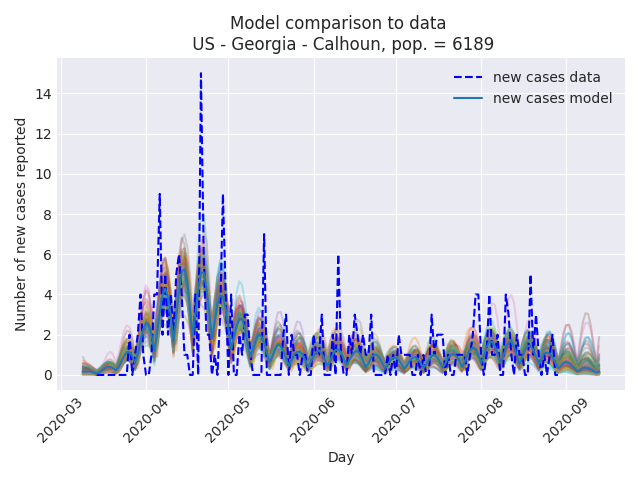 Model comparison to data
US - Georgia - Calhoun, pop. = 6189
new cases data
new cases model
Number of new cases reported
14
12
10
8
6
4
2
0
2020-03
2020-04
2020-05
2020-06
2020-07
2020-08
2020-09
Day